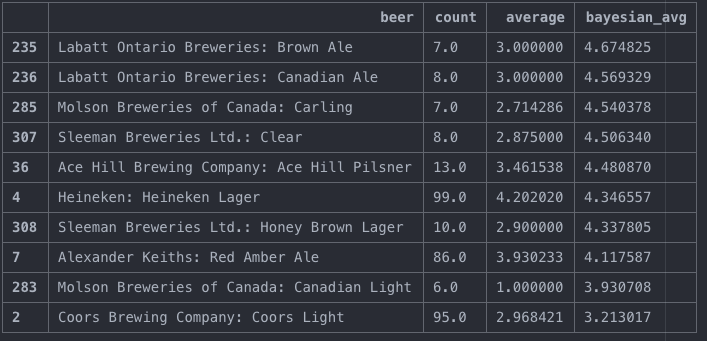 beer count average bayesian_avg
235 Labatt Ontario Breweries: Brown Ale 7.0 3.000000 4.674825
236 Labatt Ontario Breweries: Canadian Ale 8.0 3.000000 4.569329
285 Molson Breweries of Canada: Carling 7.0 2.714286 4.540378
307 Sleeman Breweries Ltd.: Clear 8.0 2.875000 4.506340
36 Ace Hill Brewing Company: Ace Hill Pilsner 13.0 3.461538 4.480870
4 Heineken: Heineken Lager 99.0 4.202020 4.346557
308 Sleeman Breweries Ltd.: Honey Brown Lager 10.0 2.900000 4.337805
7 Alexander Keiths: Red Amber Ale 86.0 3.930233 4.117587
283 Molson Breweries of Canada: Canadian Light 6.0 1.000000 3.930708
2 Coors Brewing Company: Coors Light 95.0 2.968421 3.213017